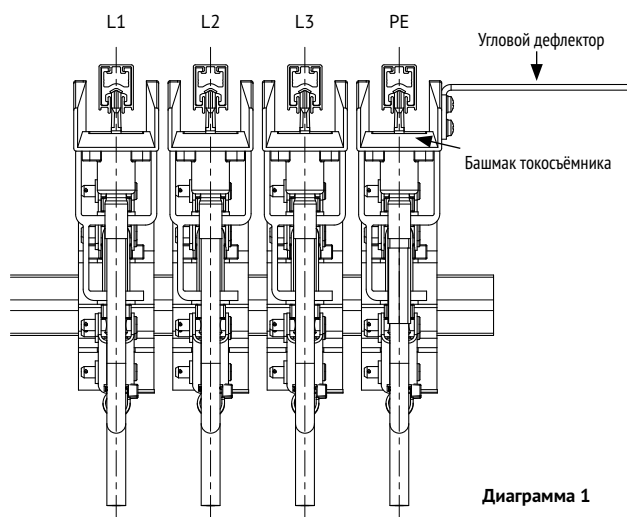 L1 L2 L3 PE
Угловой дефлектор
Башмак токосъёмника
Диаграмма 1